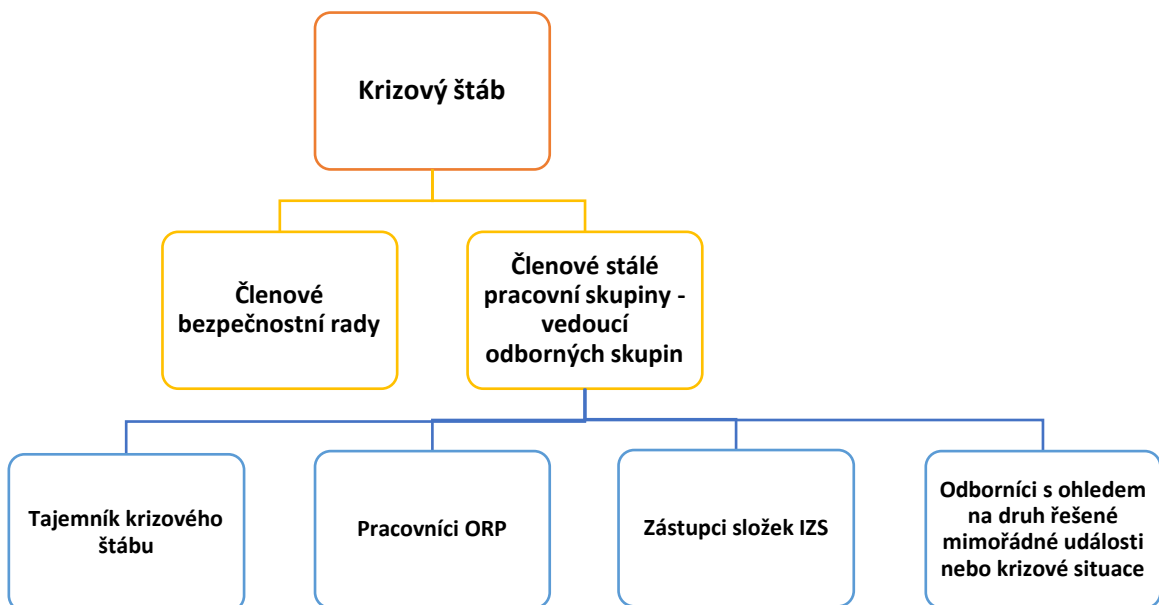 Krizový štáb
Členové
bezpečnostní rady
Členové stálé
pracovní skupiny -
vedoucí
odborných skupin
Tajemník krizového
štábu
Pracovníci ORP
Zástupci složek IZS
Odborníci s ohledem
na druh řešené
mimořádné události
nebo krizové situace